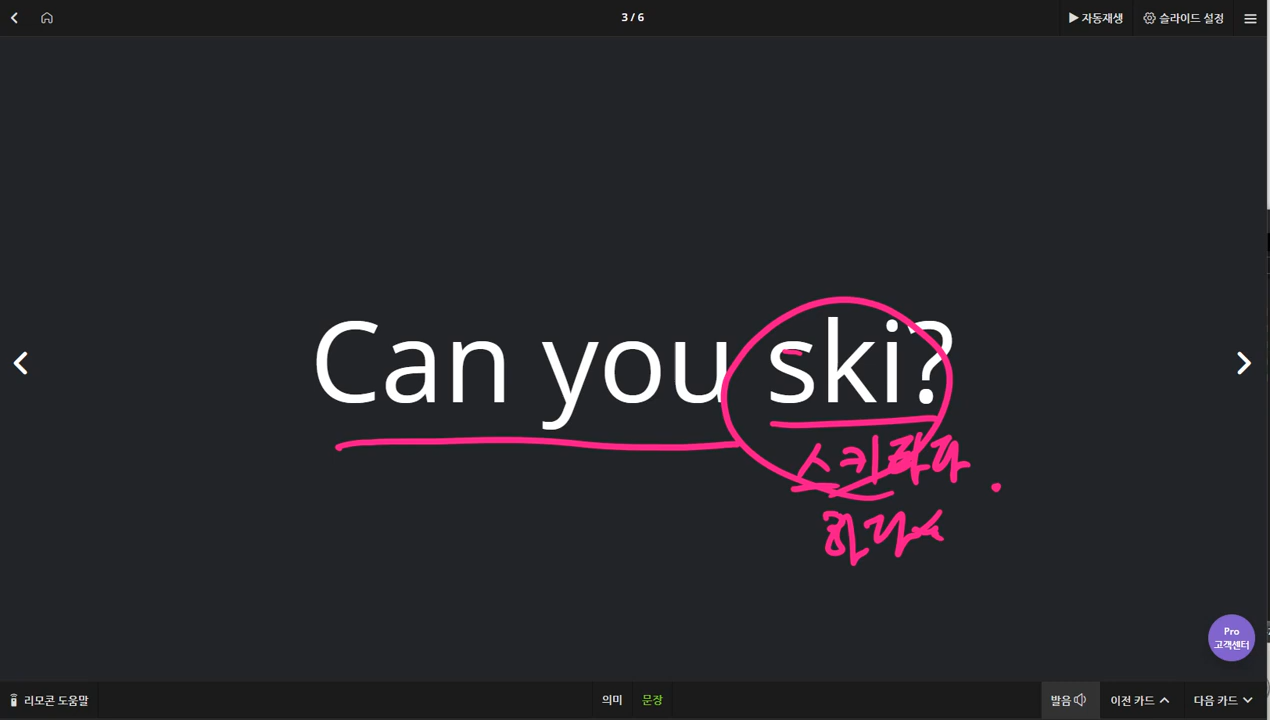 3 / 6
자동재생
슬라이드 설정
Can you ski?
스키타다
Pro
고객센터
리모콘 도움말
의미
문장
발음
이전 카드
다음 카드